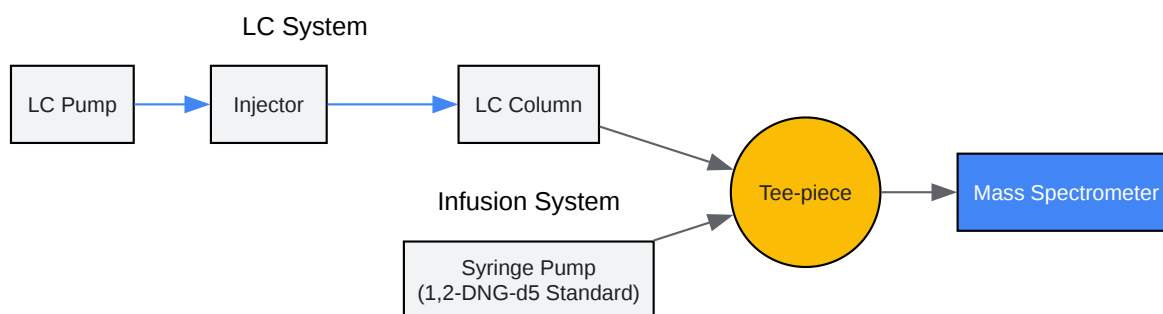 LC System
LC Pump
Injector
LC Column
Tee-piece
Mass Spectrometer
Infusion System
Syringe Pump
(1,2-DNG-d5 Standard)